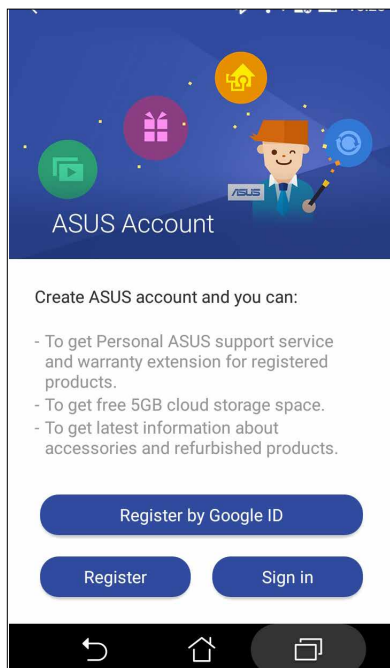 /ISUS
ASUS Account
Create ASUS account and you can:
- To get Personal ASUS support service
and warranty extension for registered
products.
- To get free 5GB cloud storage space.
- To get latest information about
accessories and refurbished products.
Register by Google ID
Register
Sign in